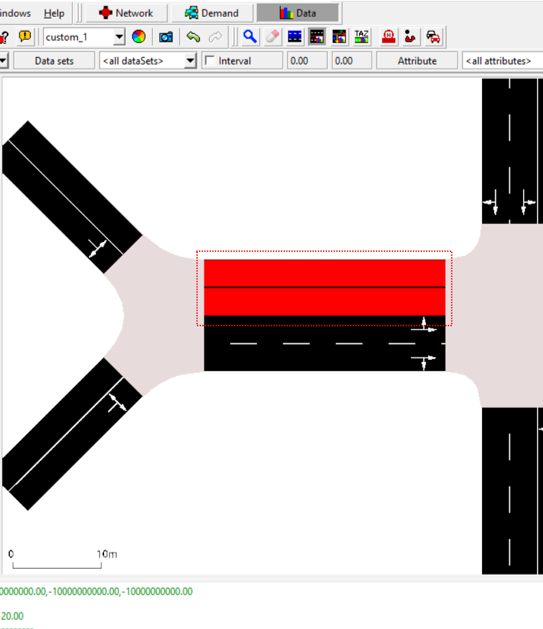 indows Help Network Demand Data
custom_1 TAZ
Data sets <all dataSets> Interval 0.00 0.00 Attribute <all attributes>
0 10m
0000000.00,-10000000000.00,-10000000000.00
20.00